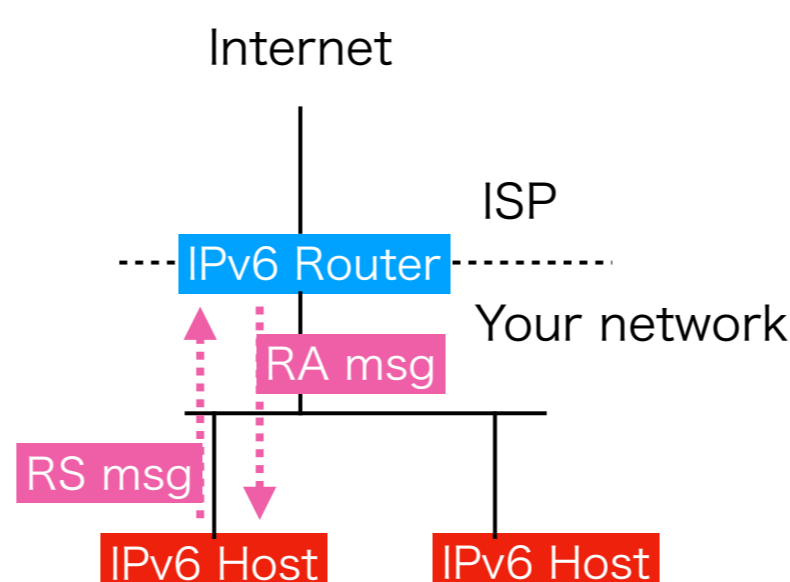 Internet
ISP
IPv6 Router
Your network
RA msg
RS msg
IPv6 Host
IPv6 Host